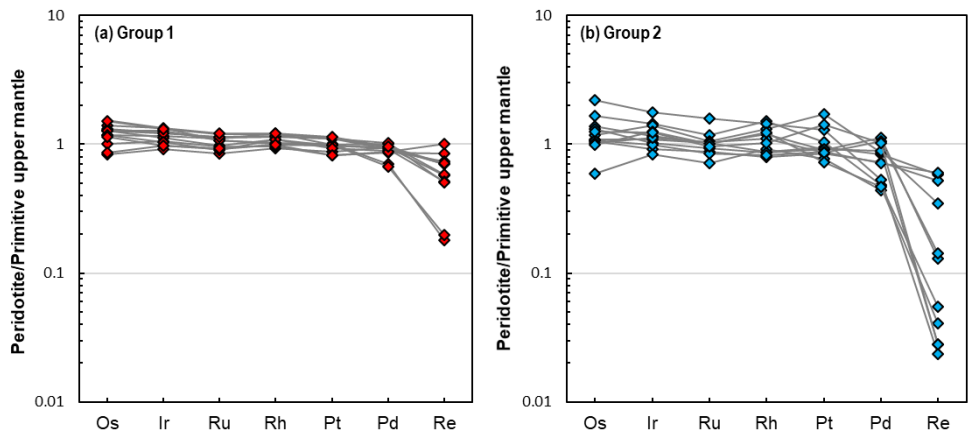 (a) Group 1
Peridotite/Primitive upper mantle
10
1
0.1
0.01
Os Ir Ru Rh Pt Pd Re
(b) Group 2
Peridotite/Primitive upper mantle
10
1
0.1
0.01
Os Ir Ru Rh Pt Pd Re